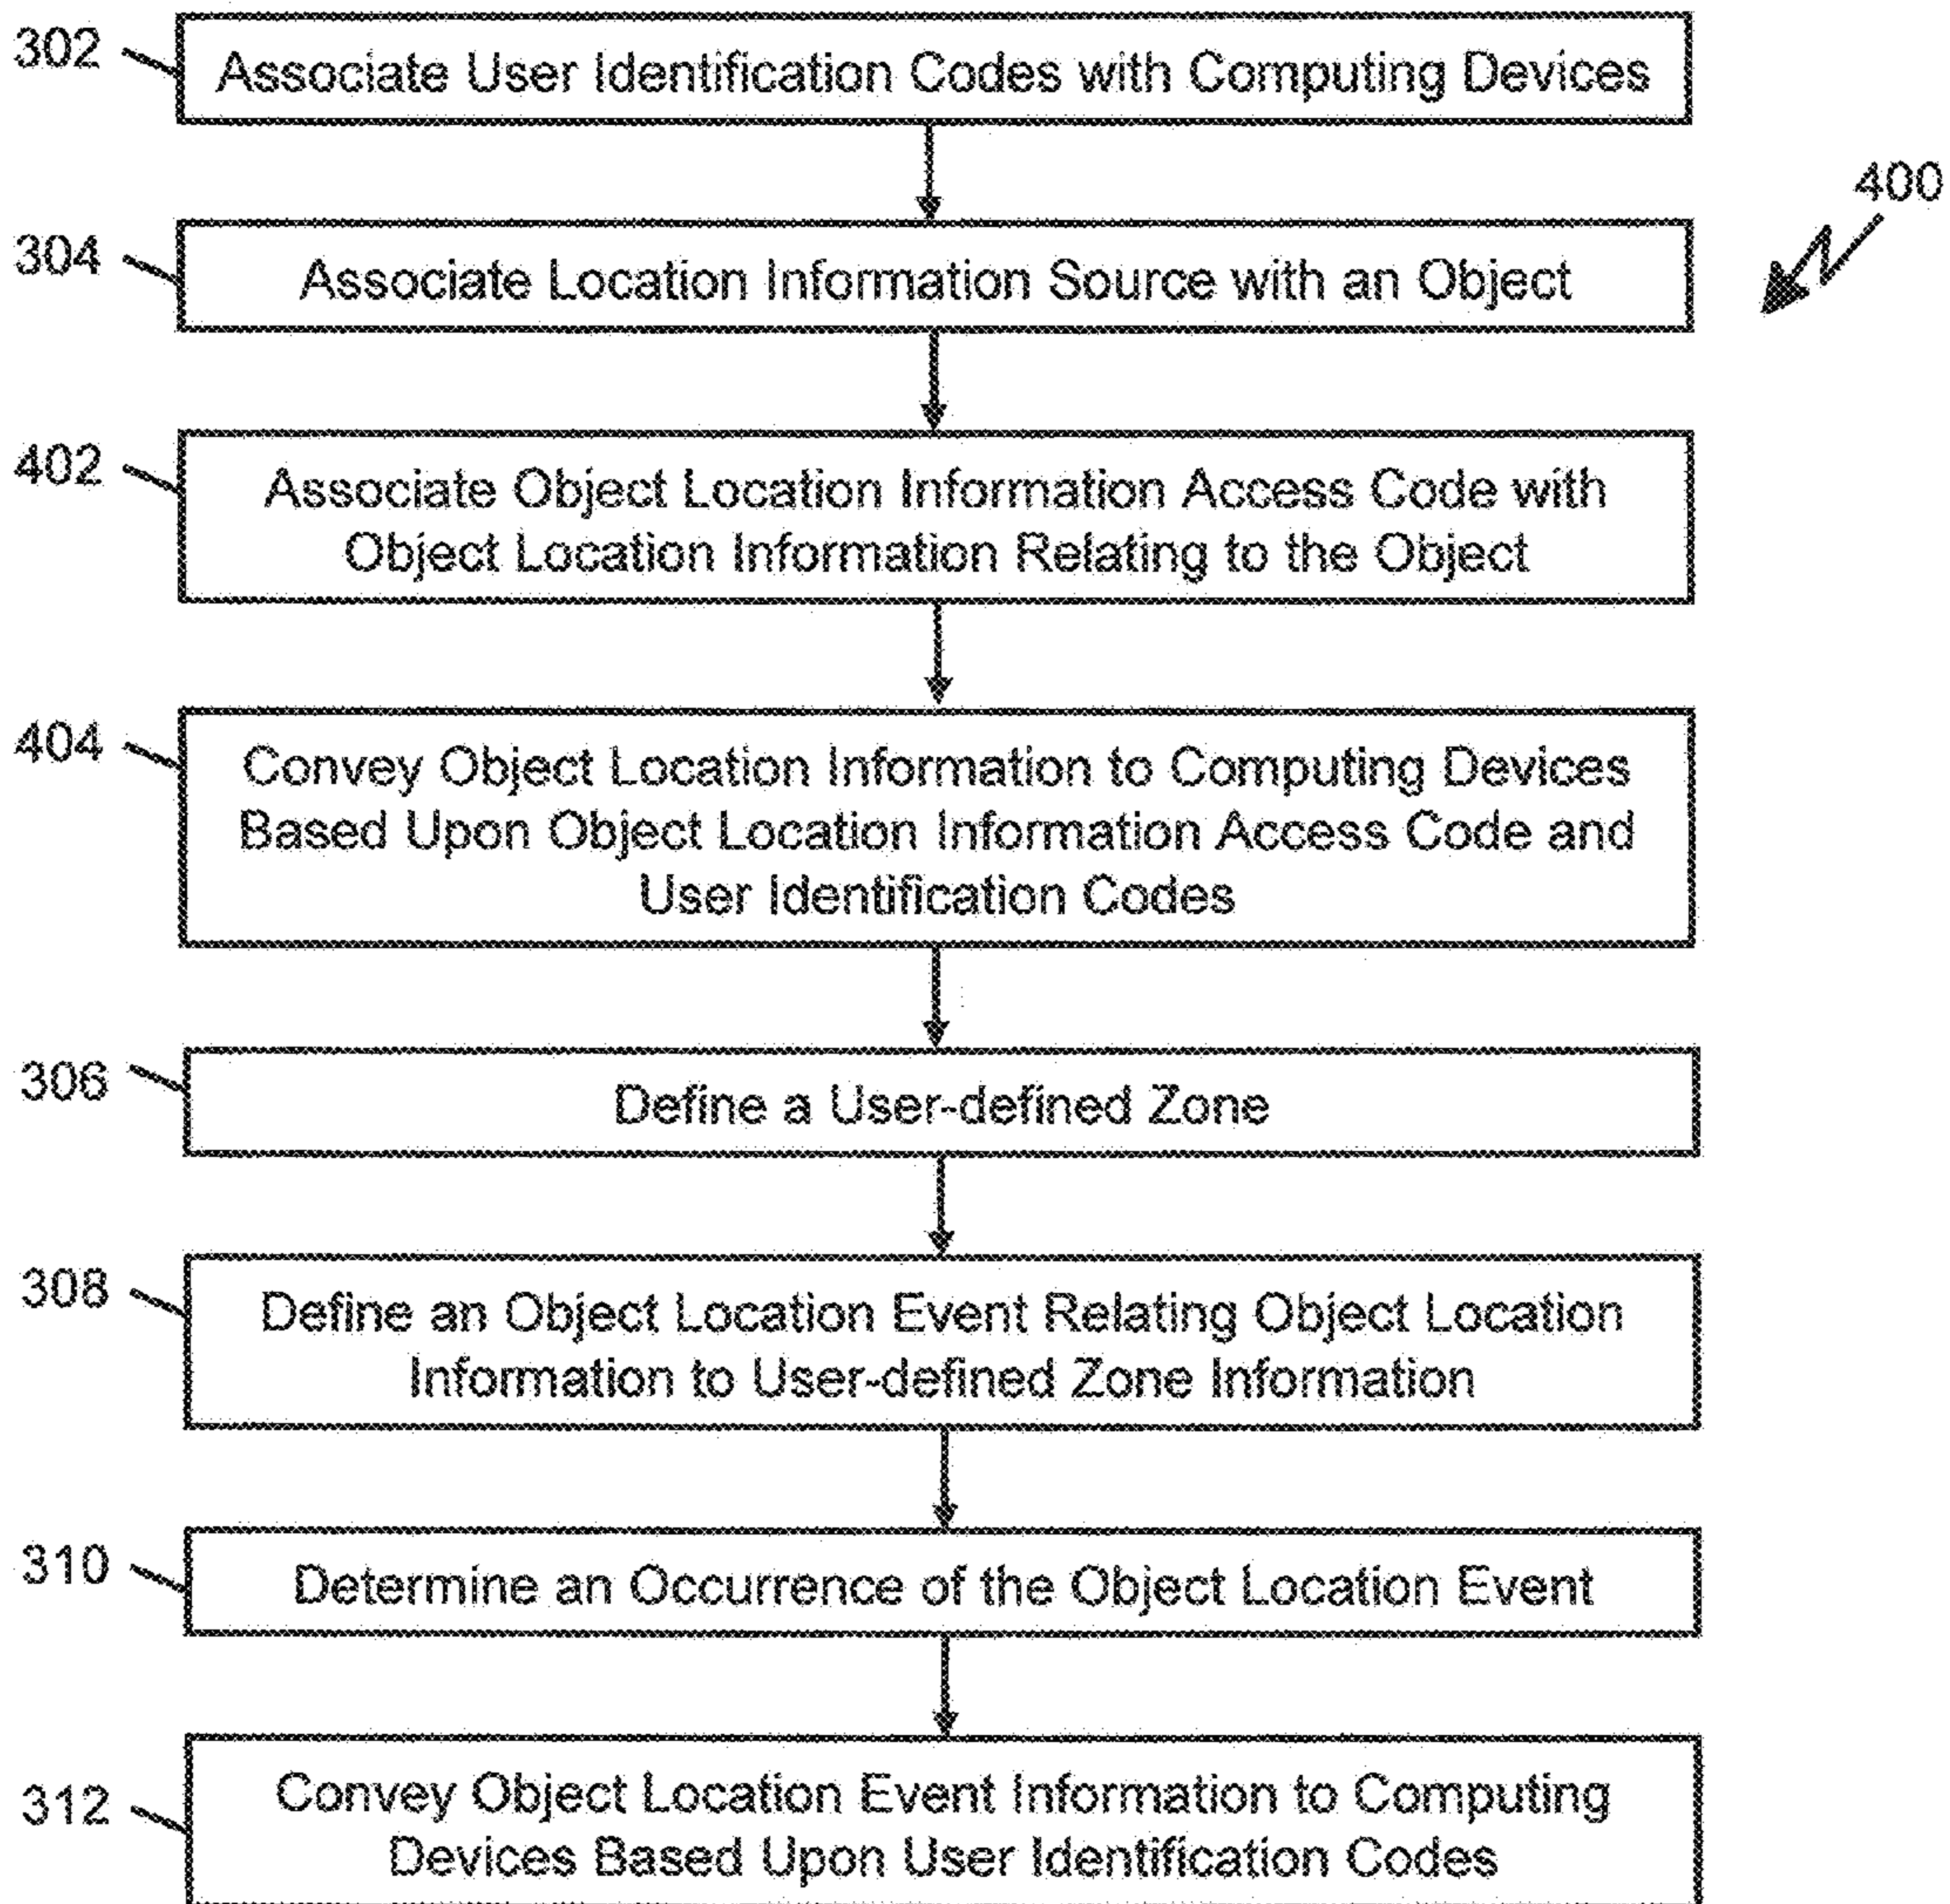 302
Associate User Identification Codes with Computing Devices
400
304
Associate Location Information Source with an Object
402
Associate Object Location Information Access Code with
Object Location Information Relating to the Object
404
Convey Object Location Information to Computing Devices
Based Upon Object Location Information Access Code and
User Identification Codes
306
Define a User-defined Zone
308
Define an Object Location Event Relating Object Location
Information to User-defined Zone Information
310
Determine an Occurrence of the Object Location Event
312
Convey Object Location Event Information to Computing
Devices Based Upon User Identification Codes